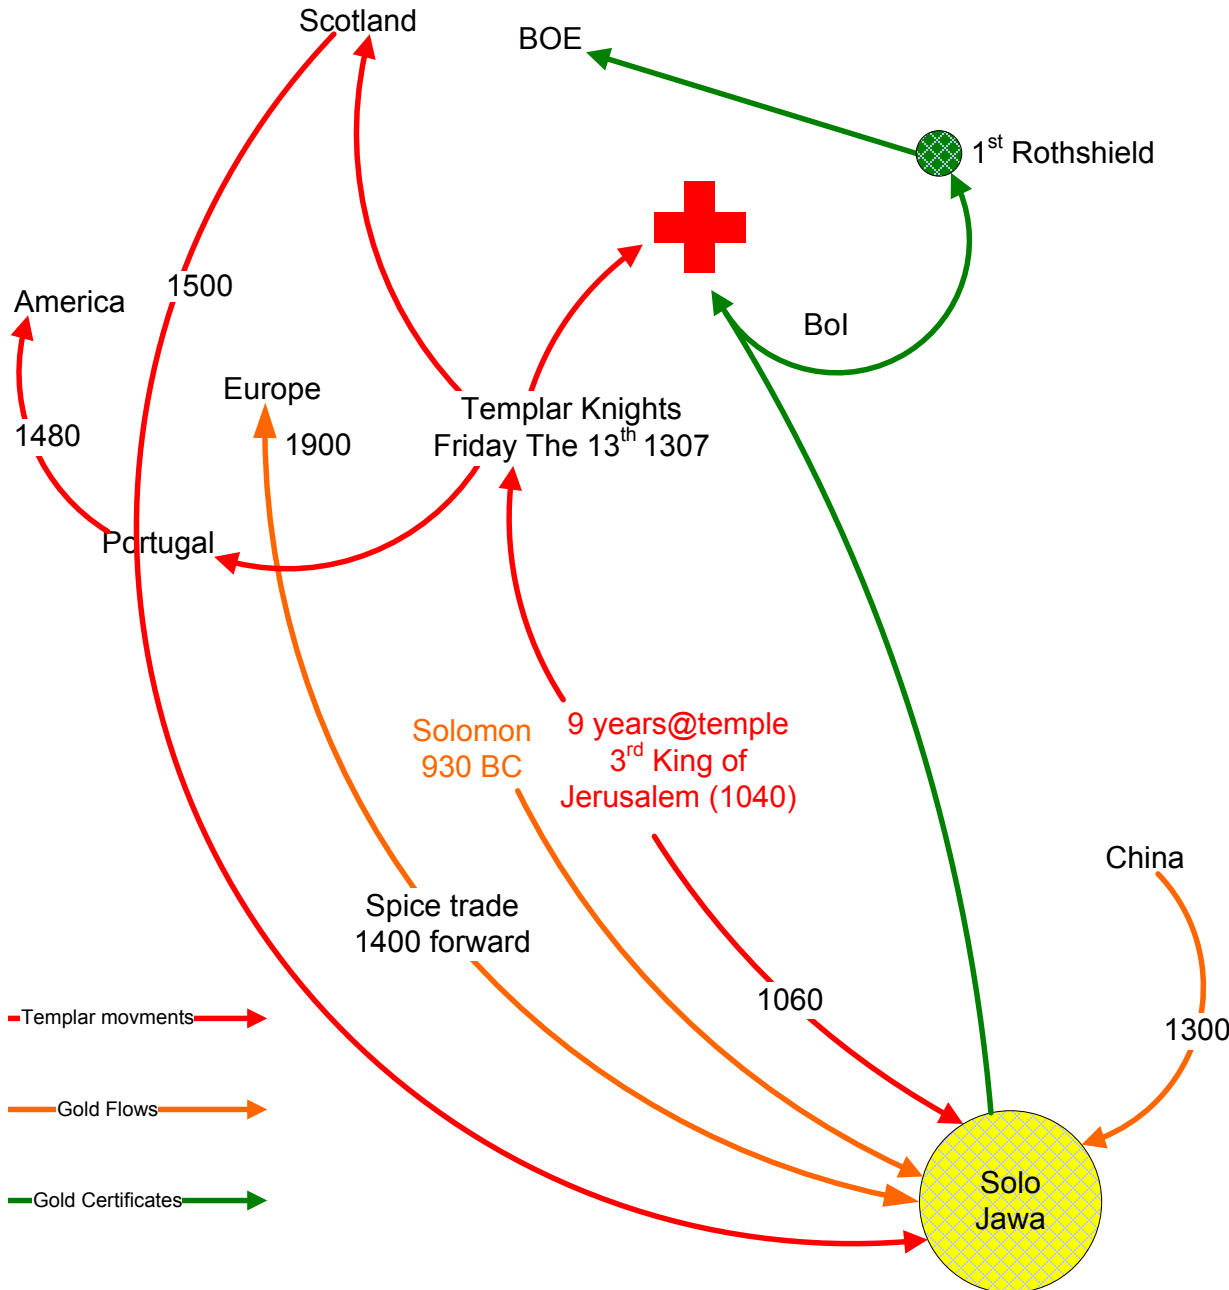 Scotland
BOE
1st Rothshield
1500
America
BoI
Europe
Templar Knights
1480
1900
Friday The 13th 1307
Portugal
Solomon
930 BC
9 years@temple
3rd King of
Jerusalem (1040)
China
Spice trade
1400 forward
1060
Templar movments
1300
Gold Flows
Gold Certificates
Solo
Jawa